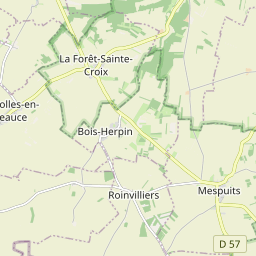 La Forêt-Sainte-
Croix
olles-en-
eauce
Bois-Herpin
Roinvilliers
Mespuits
D 57